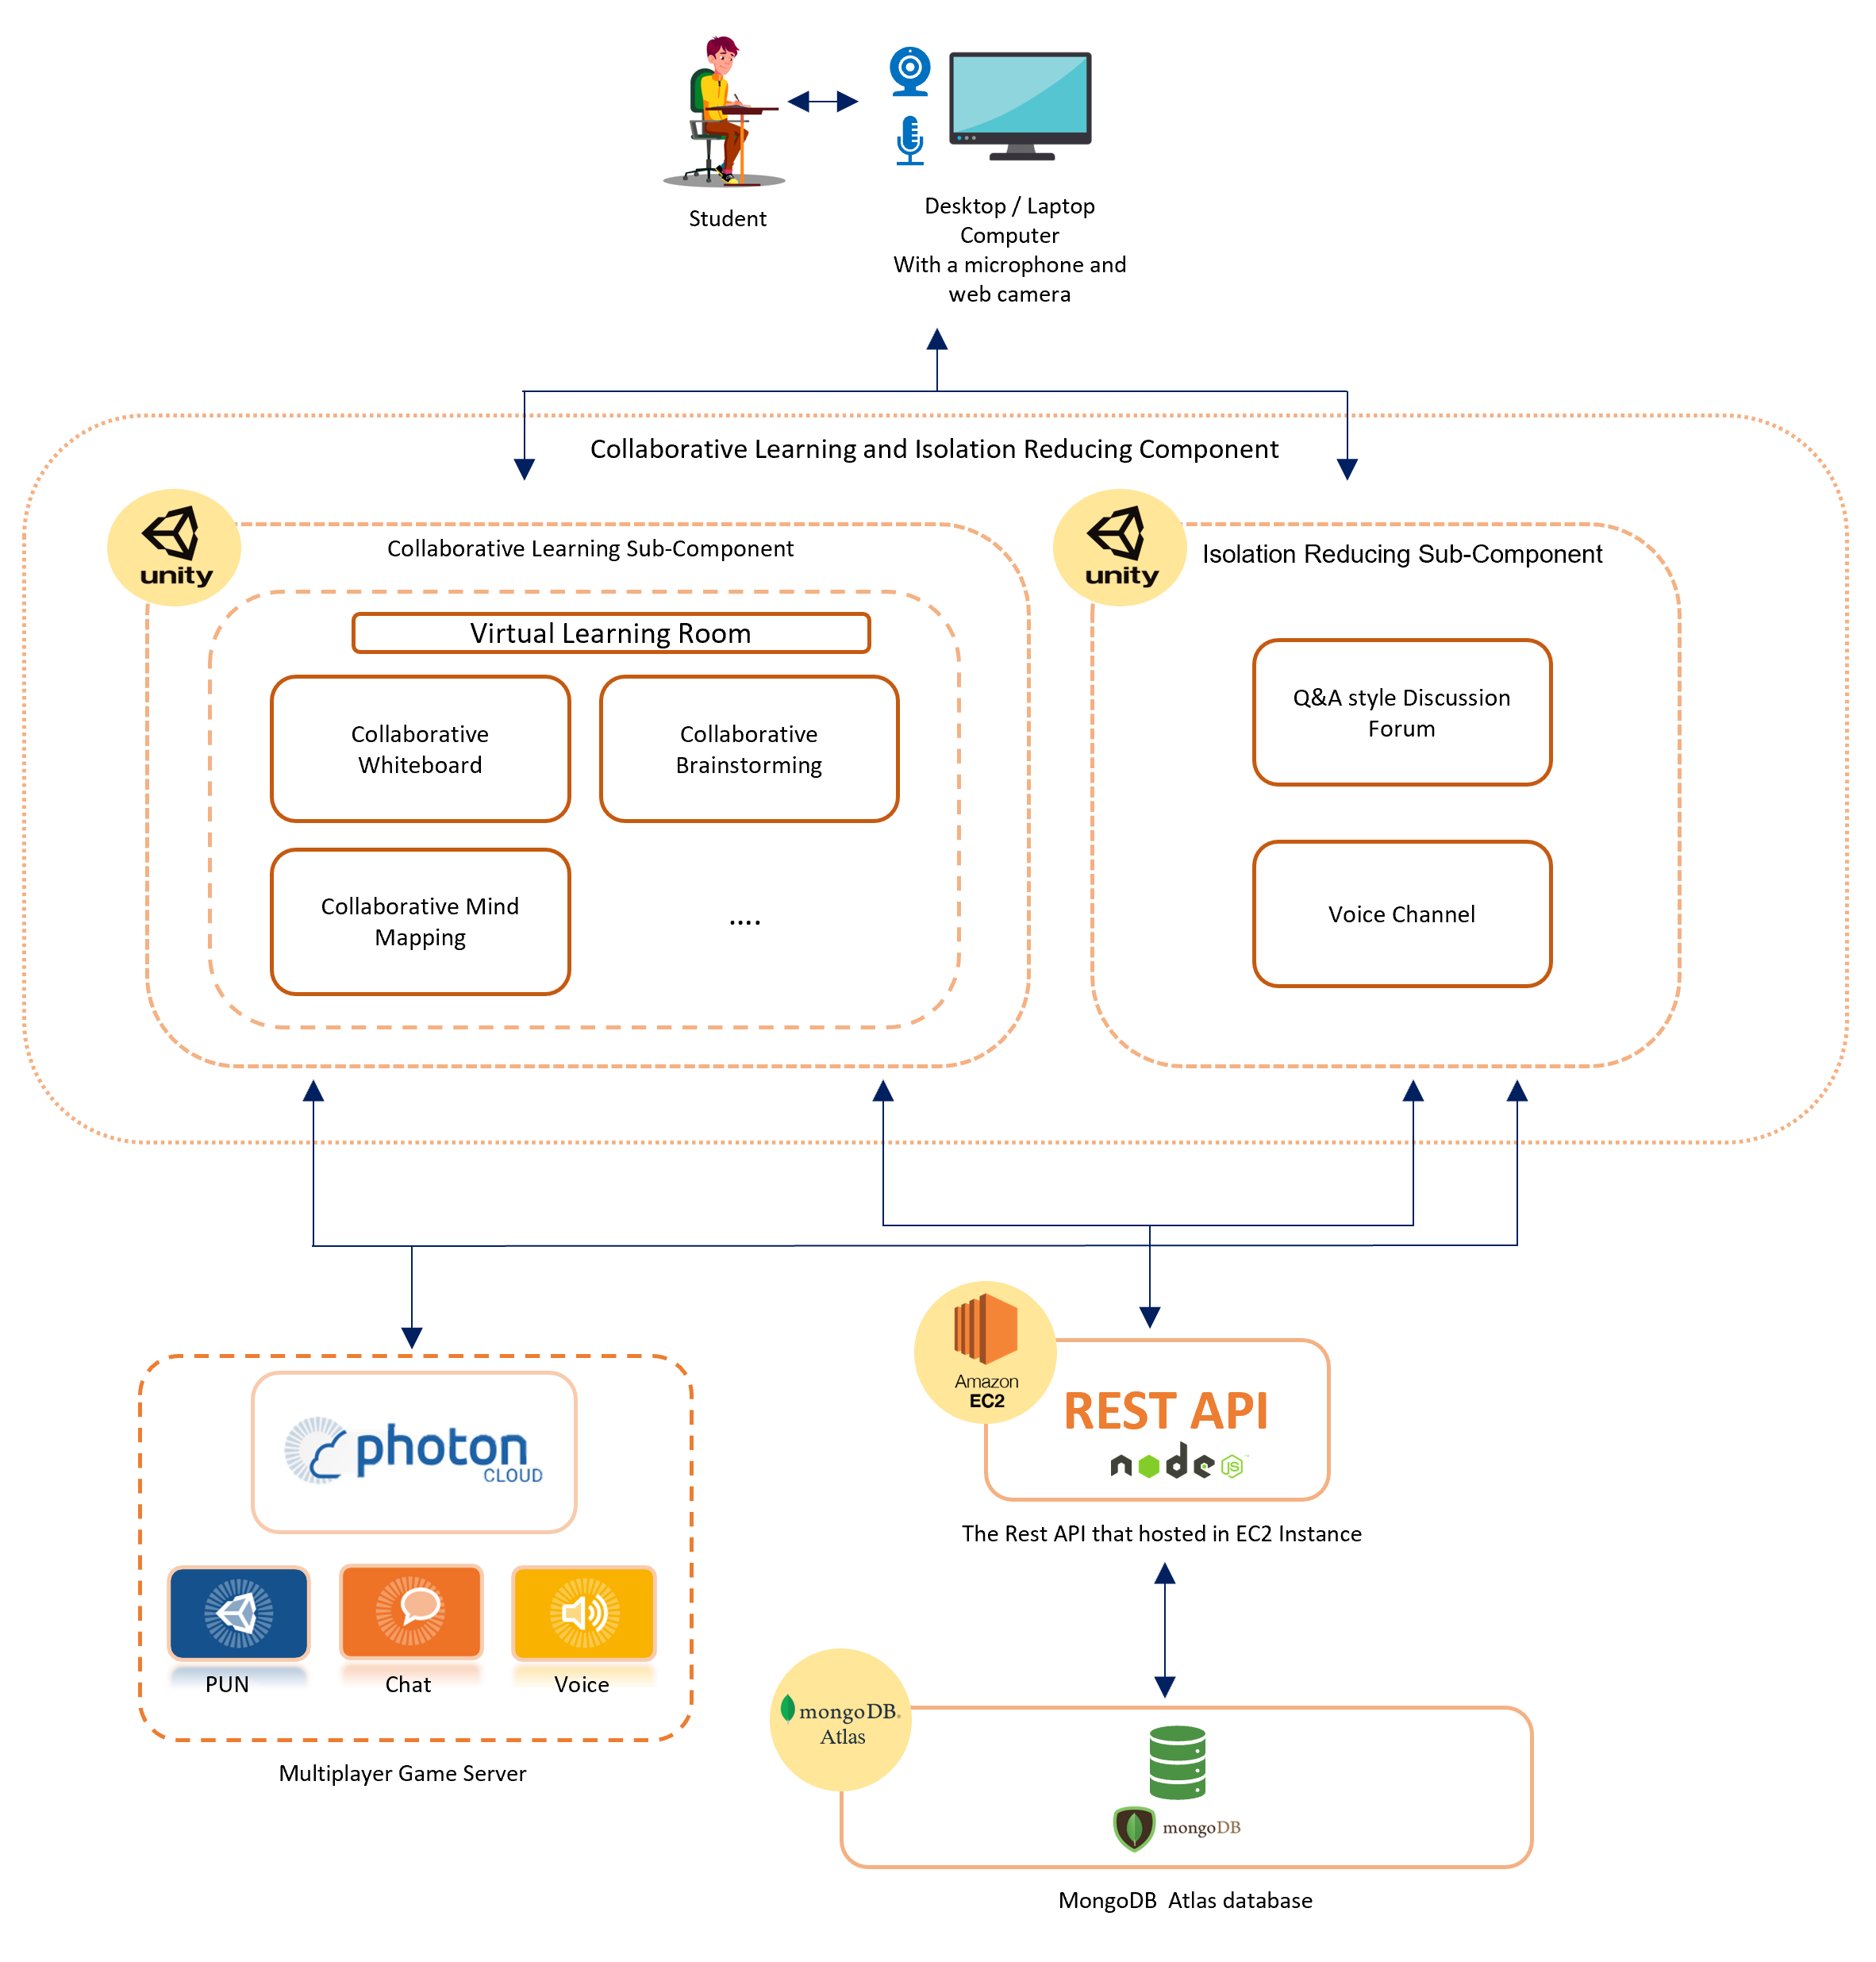 Student
Desktop / Laptop
Computer
With a microphone and
web camera
Collaborative Learning and Isolation Reducing Component
unity
Collaborative Learning Sub-Component
Virtual Learning Room
Collaborative
Whiteboard
Collaborative
Brainstorming
Collaborative Mind
Mapping
....
unity
Isolation Reducing Sub-Component
Q&A style Discussion
Forum
Voice Channel
photon
CLOUD
PUN
Chat
Voice
Multiplayer Game Server
Amazon
EC2
REST API
node
JS
The Rest API that hosted in EC2 Instance
mongoDB.
Atlas
mongoDB
MongoDB  Atlas database